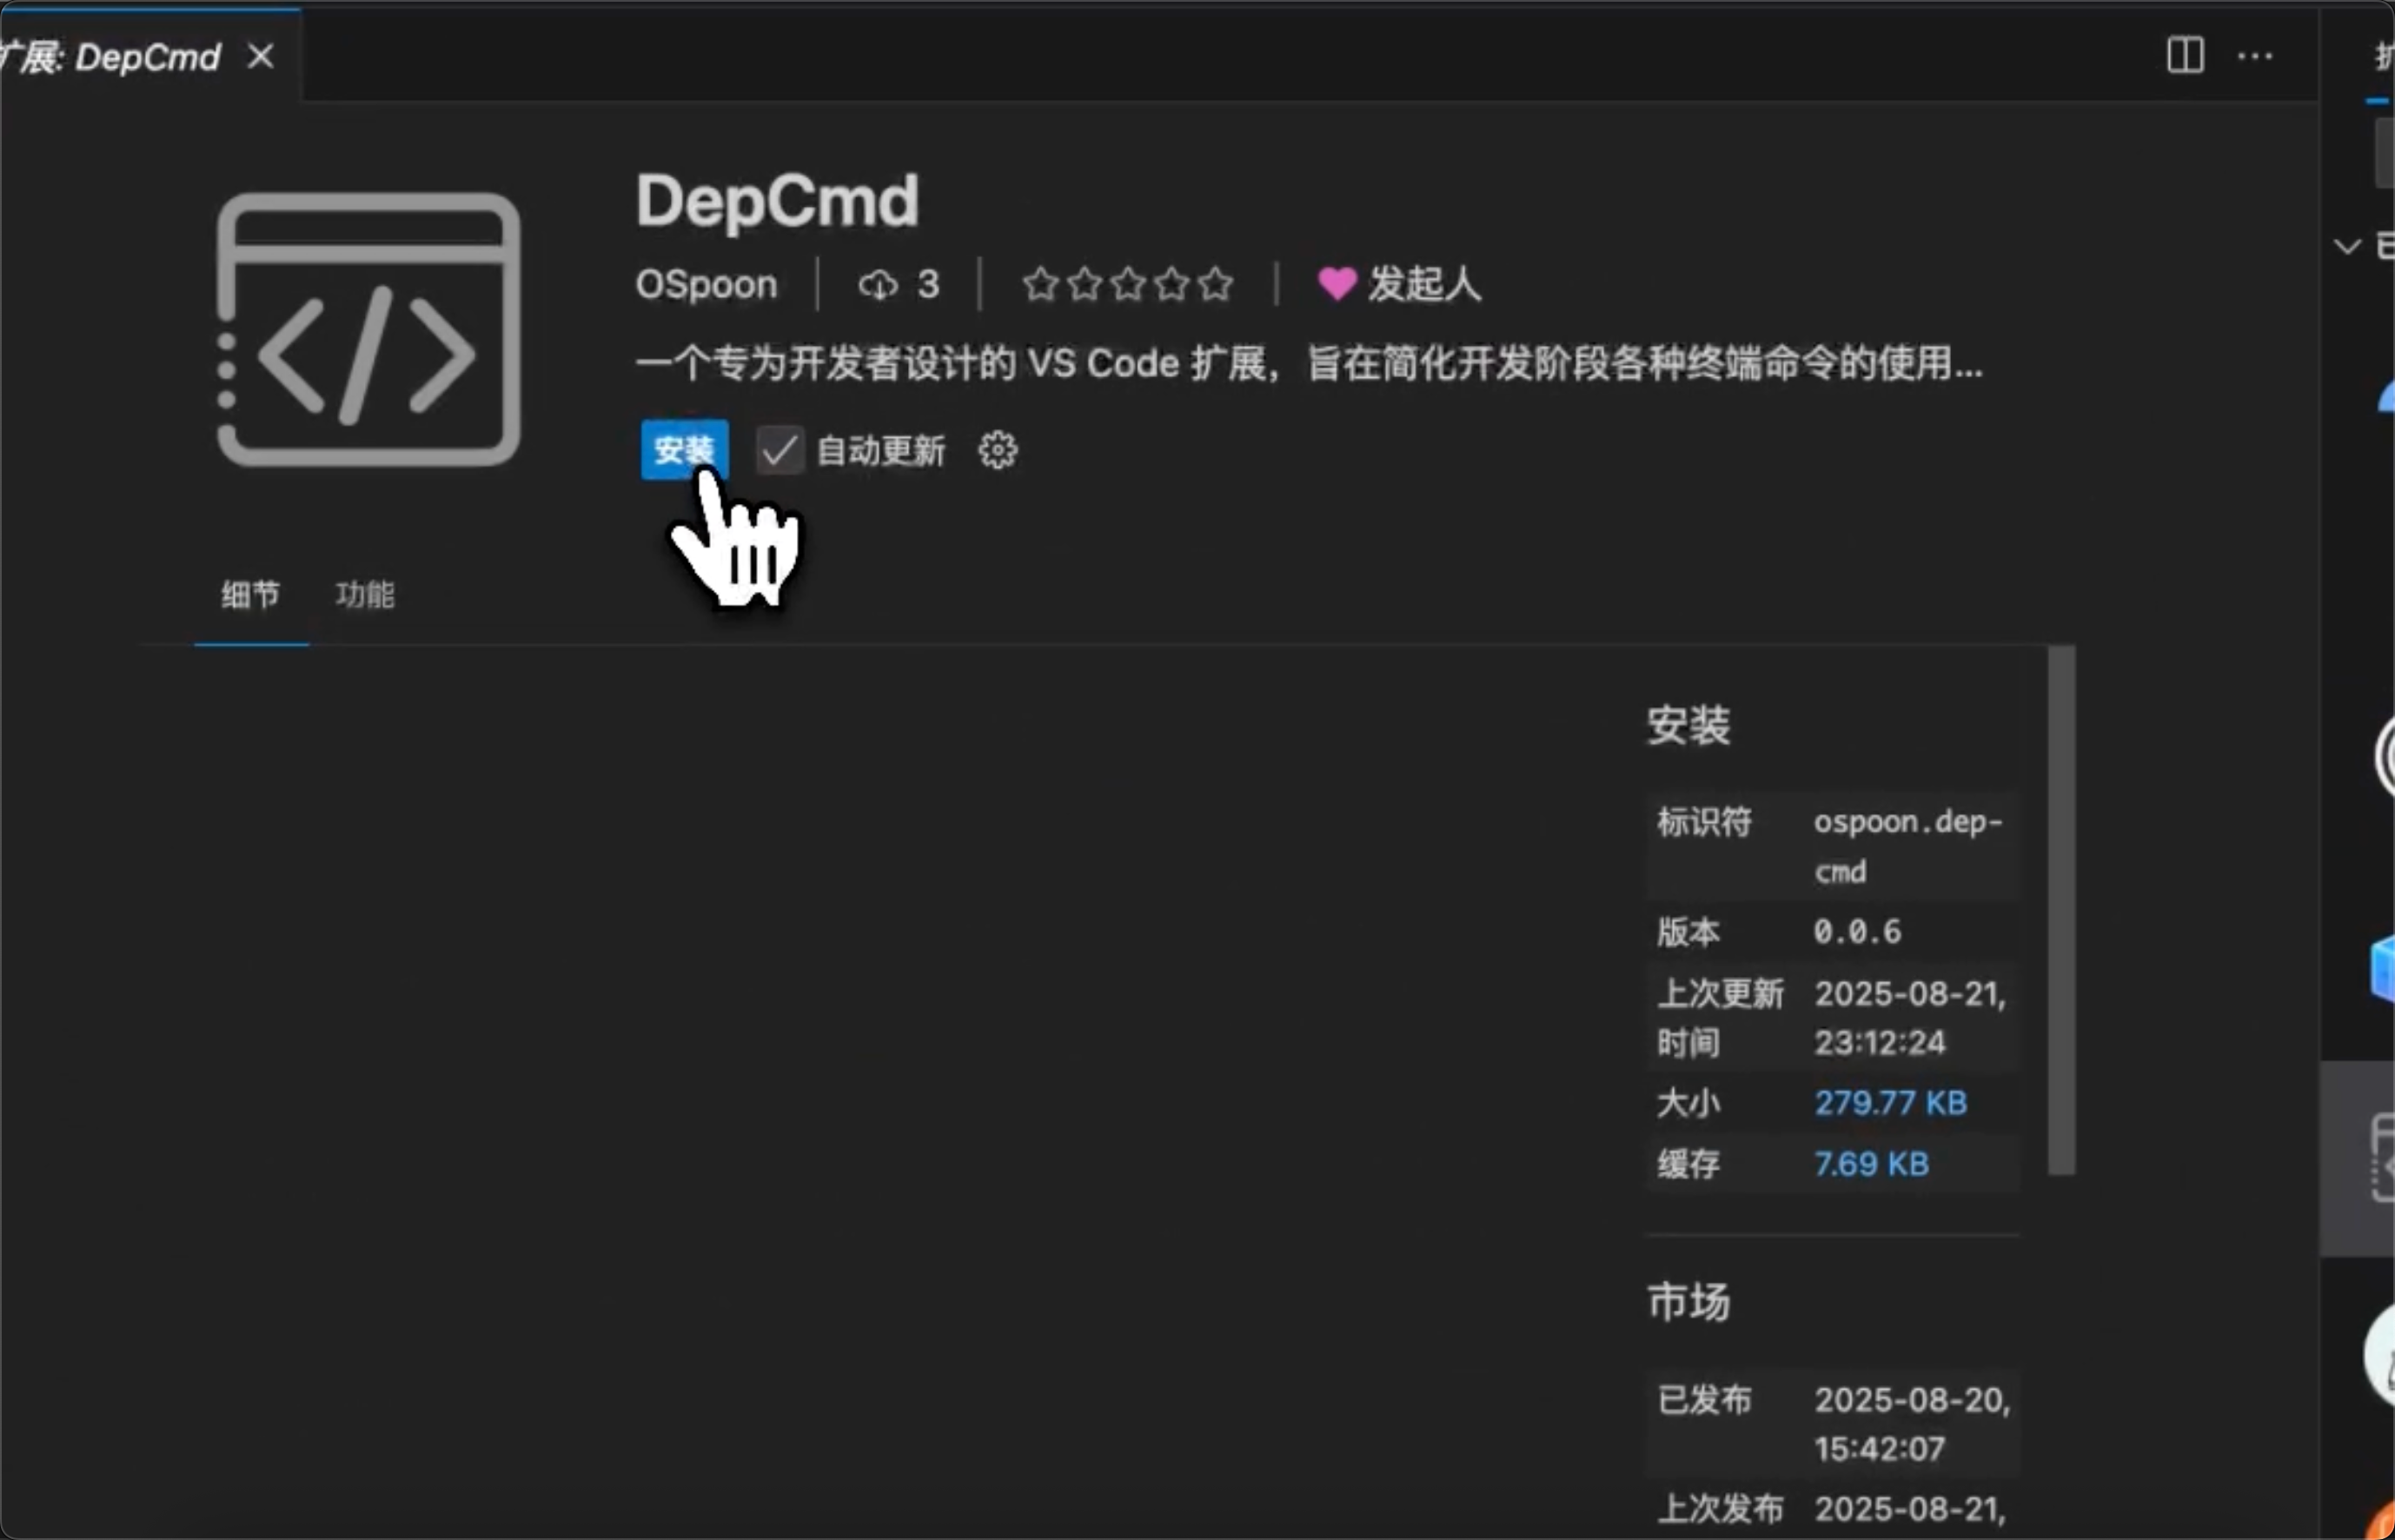 扩展: DepCmd
DepCmd
OSpoon 3 发起人
一个专为开发者设计的 VS Code 扩展，旨在简化开发阶段各种终端命令的使用...
安装 自动更新
细节 功能
安装
标识符 ospoon.dep-
cmd
版本 0.0.6
上次更新 2025-08-21,
时间 23:12:24
大小 279.77 KB
缓存 7.69 KB
市场
已发布 2025-08-20,
15:42:07
上次发布 2025-08-21,